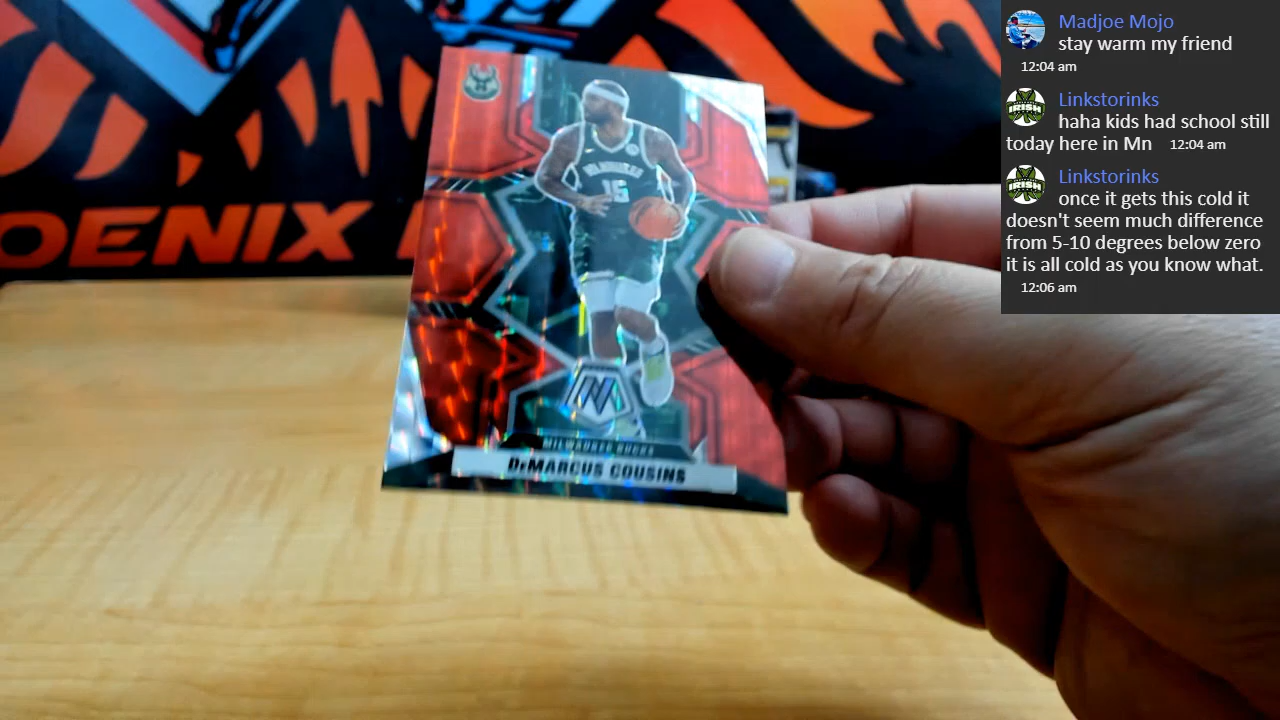 OENIX
MILWAUKEE
15
MILWAUKEE BUCKS
DeMARCUS COUSINS
Madjoe Mojo
stay warm my friend
12:04 am
Linkstorinks
haha kids had school still
today here in Mn 12:04 am
Linkstorinks
once it gets this cold it
doesn't seem much difference
from 5-10 degrees below zero
it is all cold as you know what.
12:06 am